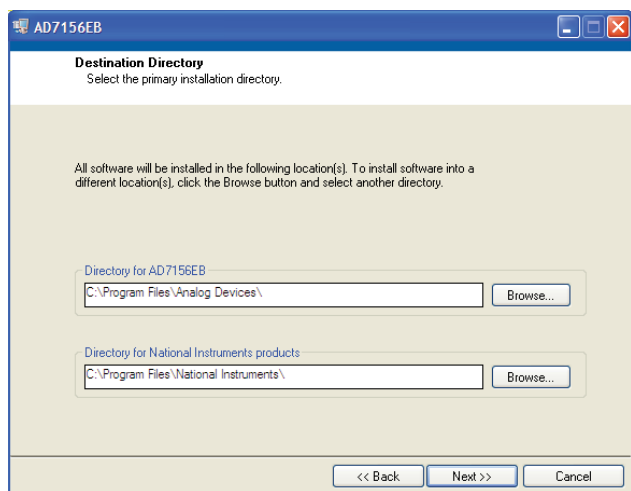 AD7156EB
Destination Directory
Select the primary installation directory.
All software will be installed in the following location(s). To install software into a
different location(s), click the Browse button and select another directory.
Directory for AD7156EB
C:\Program Files\Analog Devices\
Browse...
Directory for National Instruments products
C:\Program Files\National Instruments\
Browse...
<< Back
Next >>
Cancel